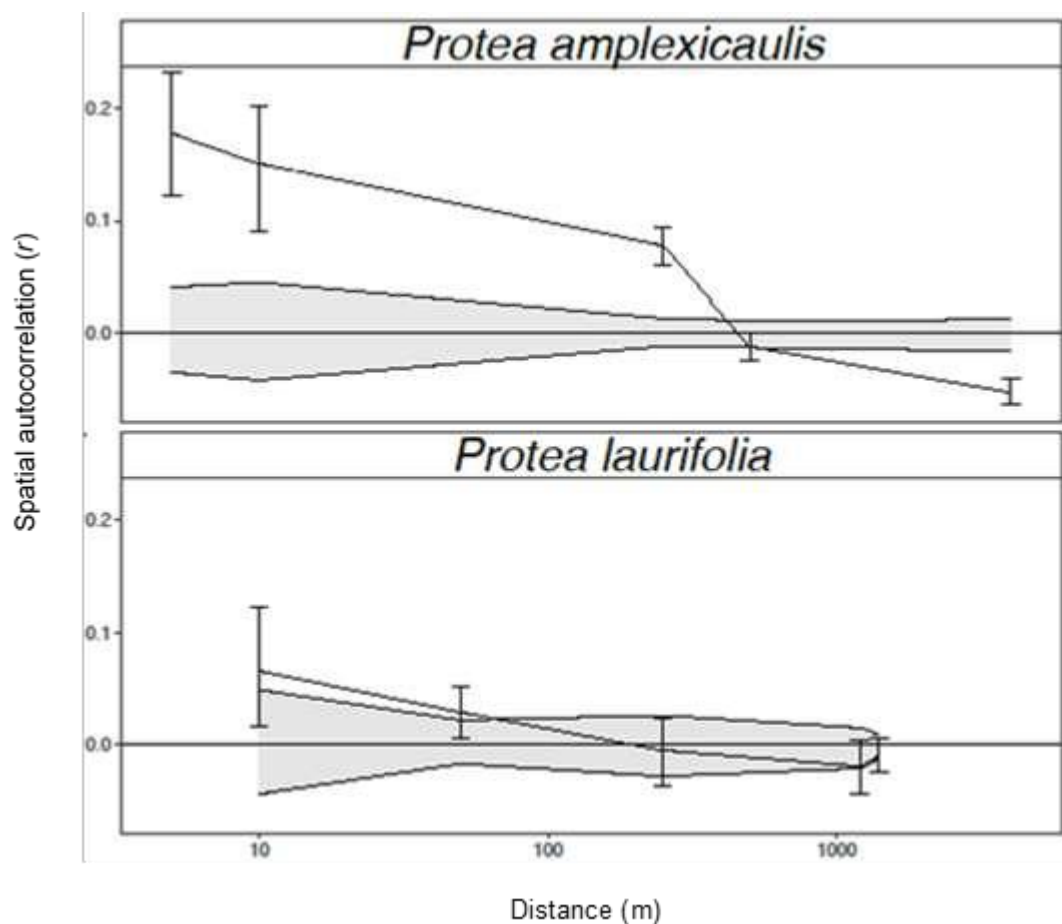 Protea amplexicaulis
0.2
0.1
0.0
Spatial autocorrelation (r)
Protea laurifolia
0.2
0.1
0.0
10
100
1000
Distance (m)